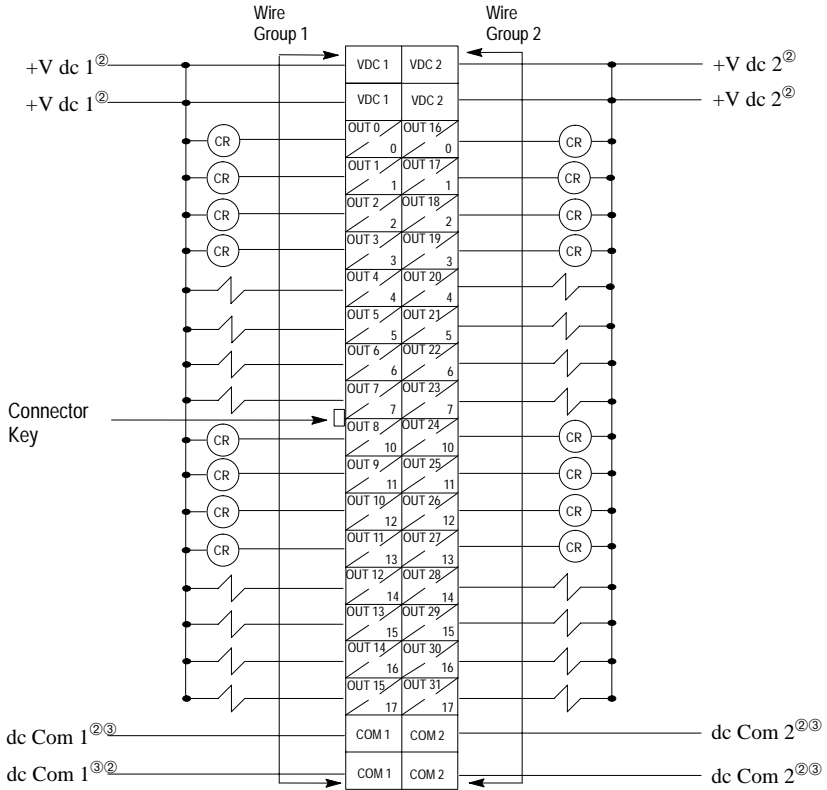 Wire Group 1
Wire Group 2
+V dc 1② VDC 1 VDC 2 +V dc 2②
+V dc 1② VDC 1 VDC 2 +V dc 2②
CR OUT 0 0 OUT 16 0 CR
CR OUT 1 1 OUT 17 1 CR
CR OUT 2 2 OUT 18 2 CR
CR OUT 3 3 OUT 19 3 CR
OUT 4 4 OUT 20 4
OUT 5 5 OUT 21 5
OUT 6 6 OUT 22 6
OUT 7 7 OUT 23 7
Connector Key
CR OUT 8 10 OUT 24 10 CR
CR OUT 9 11 OUT 25 11 CR
CR OUT 10 12 OUT 26 12 CR
CR OUT 11 13 OUT 27 13 CR
OUT 12 14 OUT 28 14
OUT 13 15 OUT 29 15
OUT 14 16 OUT 30 16
OUT 15 17 OUT 31 17
dc Com 1②③ COM 1 COM 2 dc Com 2②③
dc Com 1③② COM 1 COM 2 dc Com 2②③